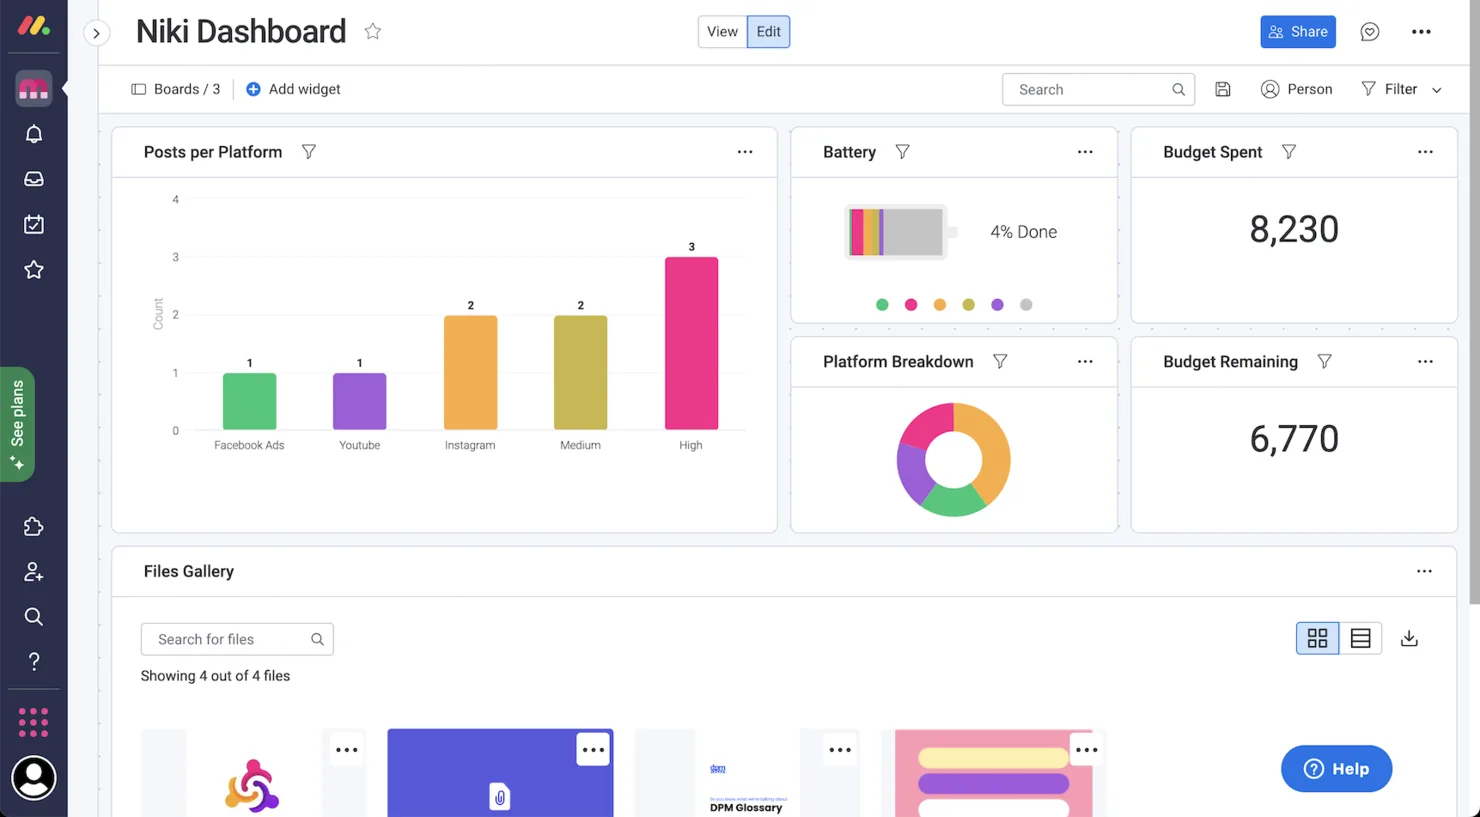 Niki Dashboard
View
Edit
Share
Boards / 3
Add widget
Search
Person
Filter
See plans
Posts per Platform
4
3
2
1
0
Count
1
1
2
2
3
Facebook Ads
Youtube
Instagram
Medium
High
Battery
4% Done
Budget Spent
8,230
Platform Breakdown
Budget Remaining
6,770
Files Gallery
Search for files
Showing 4 out of 4 files
dpm
DPM Glossary
Help